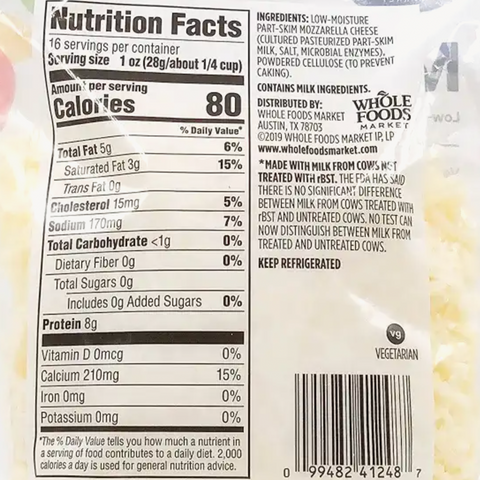 Nutrition Facts
16 servings per container
Serving size 1 oz (28g/about 1/4 cup)
Amount per serving
Calories 80
% Daily Value*
Total Fat 5g 6%
Saturated Fat 3g 15%
Trans Fat 0g
Cholesterol 15mg 5%
Sodium 170mg 7%
Total Carbohydrate <1g 0%
Dietary Fiber 0g 0%
Total Sugars 0g
Includes 0g Added Sugars 0%
Protein 8g
Vitamin D 0mcg 0%
Calcium 210mg 15%
Iron 0mg 0%
Potassium 0mg 0%
*The % Daily Value tells you how much a nutrient in
a serving of food contributes to a daily diet. 2,000
calories a day is used for general nutrition advice.
INGREDIENTS: LOW-MOISTURE
PART-SKIM MOZZARELLA CHEESE
(CULTURED PASTEURIZED PART-SKIM
MILK, SALT, MICROBIAL ENZYMES),
POWDERED CELLULOSE (TO PREVENT
CAKING).
CONTAINS MILK INGREDIENTS.
DISTRIBUTED BY:
WHOLE FOODS MARKET
AUSTIN, TX 78703
©2019 WHOLE FOODS MARKET IP, LP
www.wholefoodsmarket.com
WHOLE
FOODS
MARKET
*MADE WITH MILK FROM COWS NOT
TREATED WITH rBST. THE FDA HAS SAID
THERE IS NO SIGNIFICANT DIFFERENCE
BETWEEN MILK FROM COWS TREATED WITH
rBST AND UNTREATED COWS. NO TEST CAN
NOW DISTINGUISH BETWEEN MILK FROM
TREATED AND UNTREATED COWS.
KEEP REFRIGERATED
vg
VEGETARIAN
0 99482 41248 7